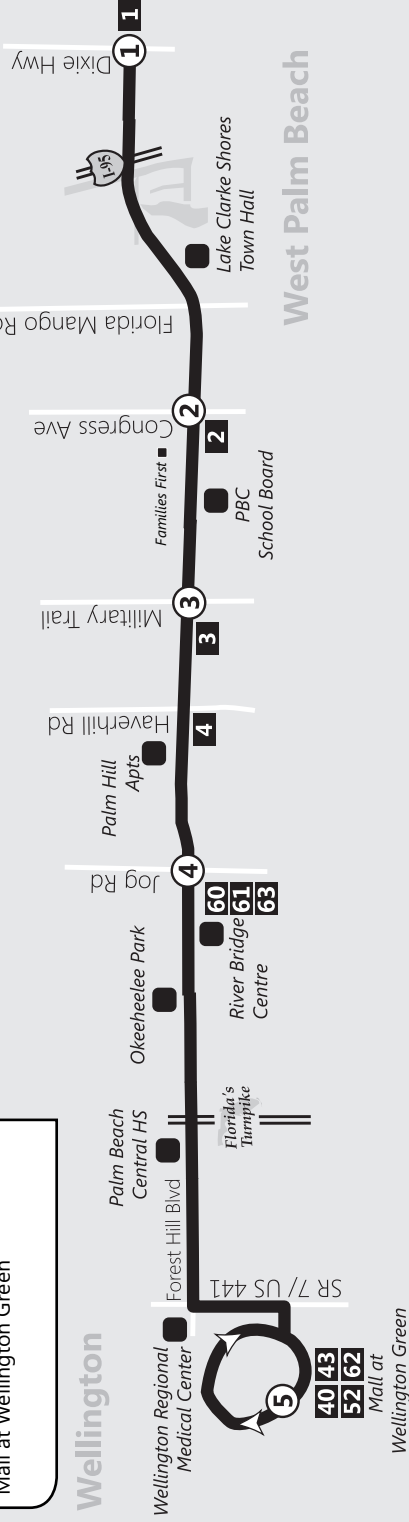 Mall at Wellington Green
Wellington
Wellington Regional
Medical Center
5
40 43
52 62
Mall at
Wellington Green
SR 7/ US 441
Forest Hill Blvd
Palm Beach
Central HS
Florida's
Turnpike
Okeeheelee Park
River Bridge
Centre
60
61
63
4
Jog Rd
Palm Hill
Apts
4
Haverhill Rd
3
Military Trail
3
PBC
School Board
Families First
2
Congress Ave
2
Florida Mango Rd
Lake Clarke Shores
Town Hall
West Palm Beach
I-95
1
Dixie Hwy
1